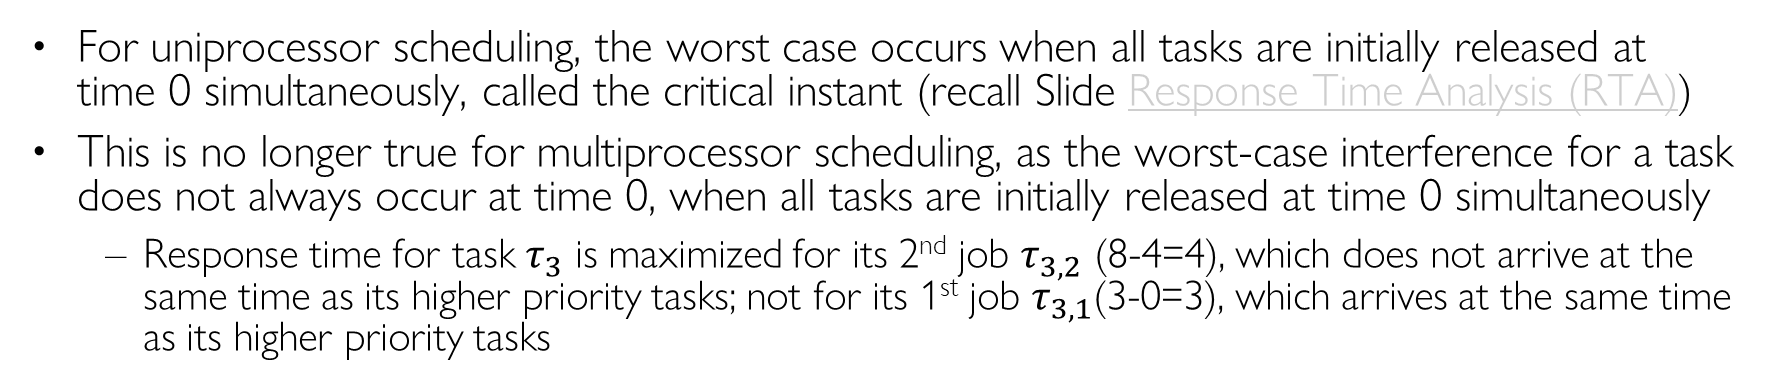 • For uniprocessor scheduling, the worst case occurs when all tasks are initially released at
time 0 simultaneously, called the critical instant (recall Slide Response Time Analysis (RTA))
• This is no longer true for multiprocessor scheduling, as the worst-case interference for a task
does not always occur at time 0, when all tasks are initially released at time 0 simultaneously
– Response time for task 𝝉₃ is maximized for its 2nd job 𝝉₃,₂ (8-4=4), which does not arrive at the
same time as its higher priority tasks; not for its 1st job 𝝉₃,₁(3-0=3), which arrives at the same time
as its higher priority tasks